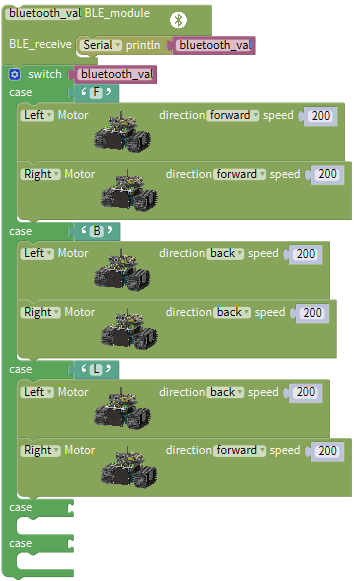 bluetooth_val BLE_module
BLE_receive Serial println bluetooth_val
switch bluetooth_val
case “ F ”
Left Motor direction forward speed 200
Right Motor direction forward speed 200
case “ B ”
Left Motor direction back speed 200
Right Motor direction back speed 200
case “ L ”
Left Motor direction back speed 200
Right Motor direction forward speed 200
case
case